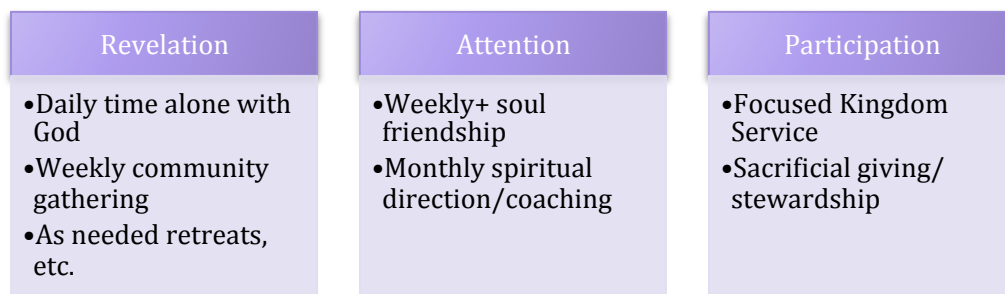 Revelation
•Daily time alone with
God
•Weekly community
gathering
•As needed retreats,
etc.
Attention
•Weekly+ soul
friendship
•Monthly spiritual
direction/coaching
Participation
•Focused Kingdom
Service
•Sacrificial giving/
stewardship